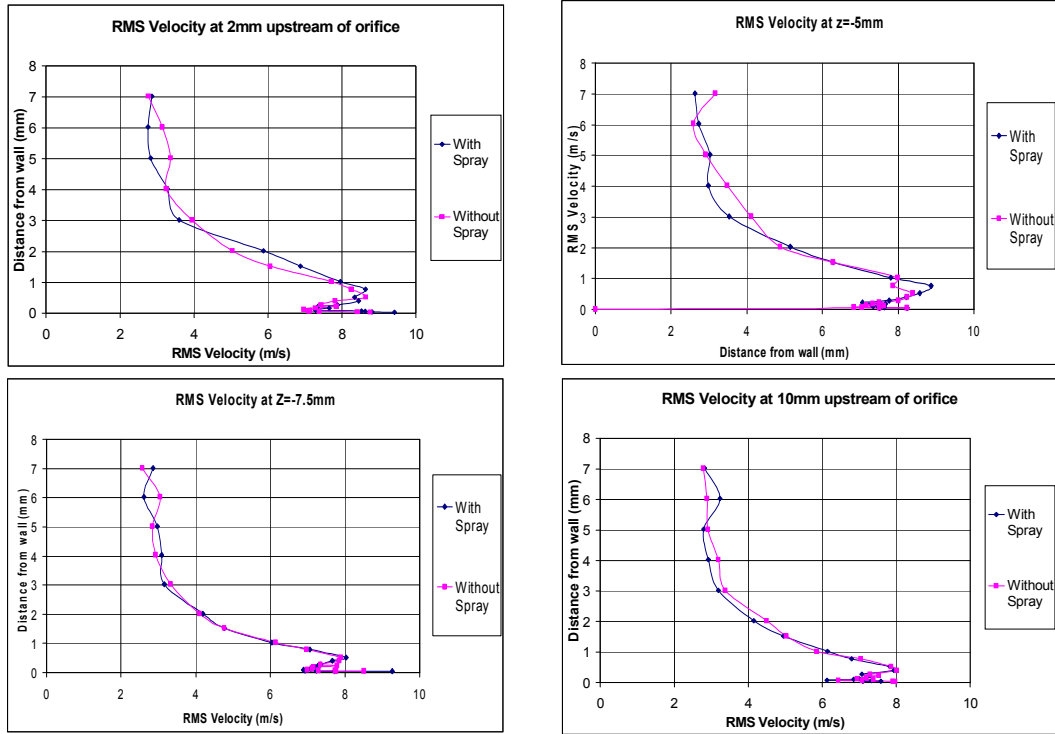 RMS Velocity at 2mm upstream of orifice
Distance from wall (mm)
8
7
6
5
4
3
2
1
0
0 2 4 6 8 10
RMS Velocity (m/s)
With
Spray
Without
Spray
RMS Velocity at z=-5mm
RMS Velocity (m/s)
8
7
6
5
4
3
2
1
0
0 2 4 6 8 10
Distance from wall (mm)
With
Spray
Without
Spray
RMS Velocity at Z=-7.5mm
Distance from wall (mm)
8
7
6
5
4
3
2
1
0
0 2 4 6 8 10
RMS Velocity (m/s)
With
Spray
Without
Spray
RMS Velocity at 10mm upstream of orifice
Distance from wall (mm)
8
7
6
5
4
3
2
1
0
0 2 4 6 8 10
RMS Velocity (m/s)
With
Spray
Without
Spray